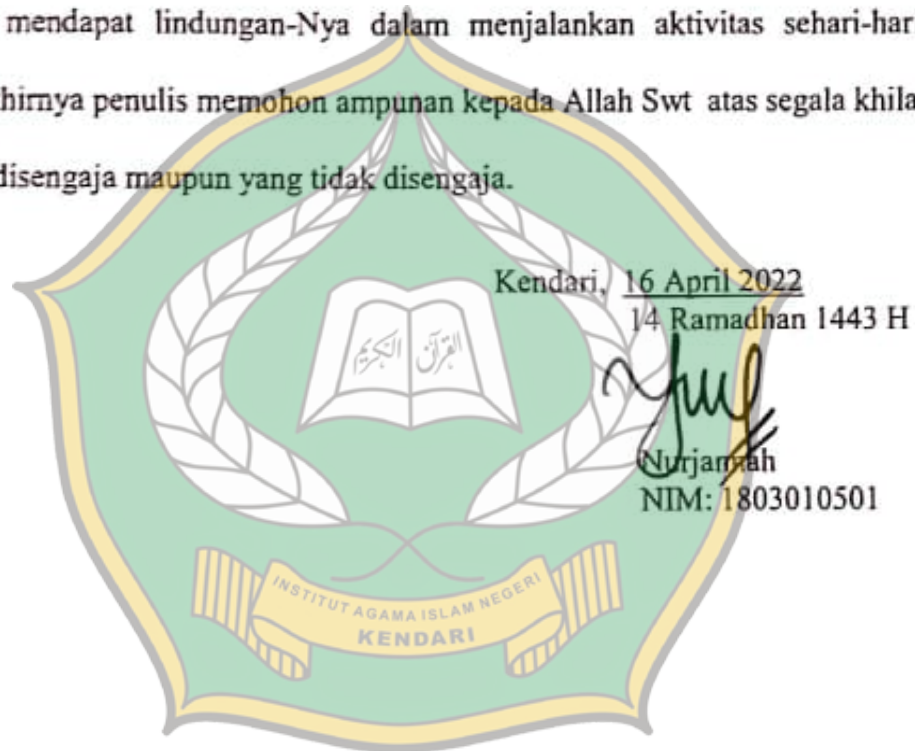 mendapat lindungan-Nya dalam menjalankan aktivitas sehari-har
hirnya penulis memohon ampunan kepada Allah Swt atas segala khila
disengaja maupun yang tidak disengaja.
Kendari, 16 April 2022
14 Ramadhan 1443 H
القرآن الكريم
Nurjannah
NIM: 1803010501
INSTITUT AGAMA ISLAM NEGERI
KENDARI